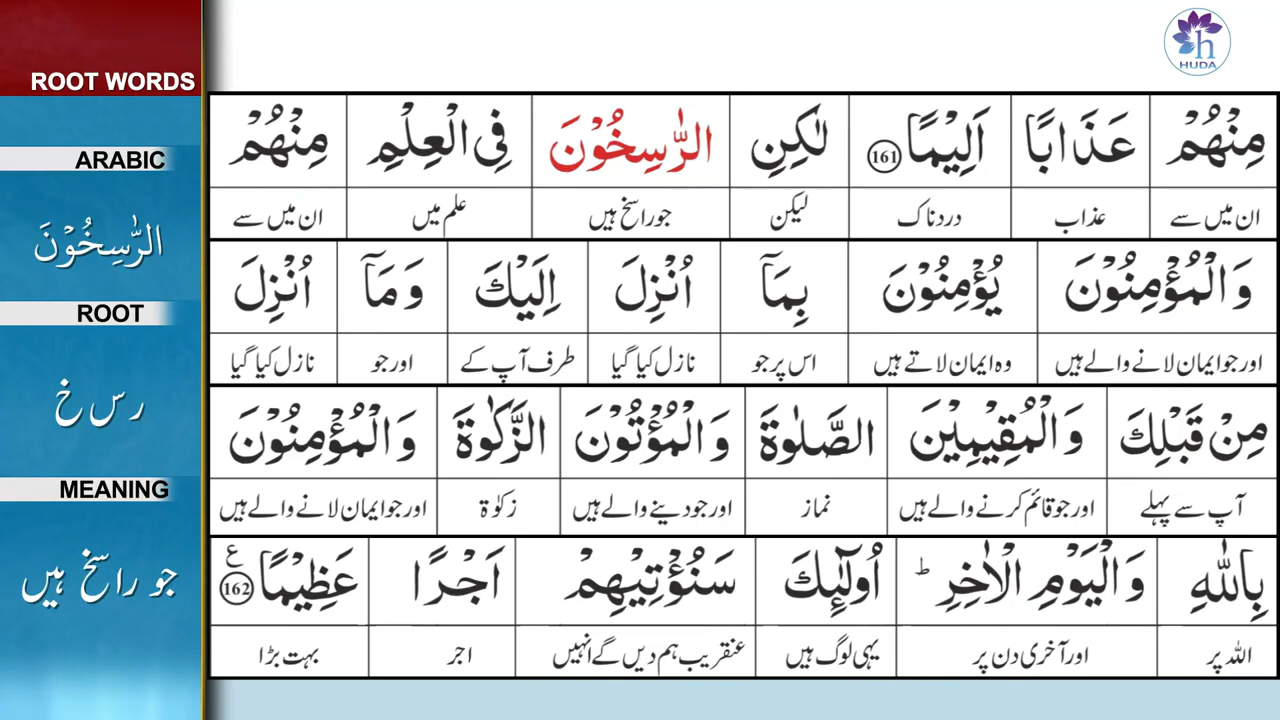 ROOT WORDS
ARABIC
الرّٰسِخُوْنَ
ROOT
ر س خ
MEANING
جو راسخ ہیں
HUDA
مِنْهُمْ عَذَابًا اَلِيْمًا 161 لٰكِنِ الرّٰسِخُوْنَ فِي الْعِلْمِ مِنْهُمْ
ان میں سے عذاب دردناک لیکن جو راسخ ہیں علم میں ان میں سے
وَالْمُؤْمِنُوْنَ يُؤْمِنُوْنَ بِمَآ اُنْزِلَ اِلَيْكَ وَمَآ اُنْزِلَ
اور جو ایمان لانے والے ہیں وہ ایمان لاتے ہیں اس پر جو نازل کیا گیا طرف آپ کے اور جو نازل کیا گیا
مِنْ قَبْلِكَ وَالْمُقِيْمِيْنَ الصَّلٰوةَ وَالْمُؤْتُوْنَ الزَّكٰوةَ وَالْمُؤْمِنُوْنَ
آپ سے پہلے اور جو قائم کرنے والے ہیں نماز اور جو دینے والے ہیں زکوٰۃ اور جو ایمان لانے والے ہیں
بِاللّٰهِ وَالْيَوْمِ الْاٰخِرِ ؕ اُولٰٓئِكَ سَنُؤْتِيْهِمْ اَجْرًا عَظِيْمًا 162 ع
اللہ پر اور آخری دن پر یہی لوگ ہیں عنقریب ہم دیں گے انہیں اجر بہت بڑا